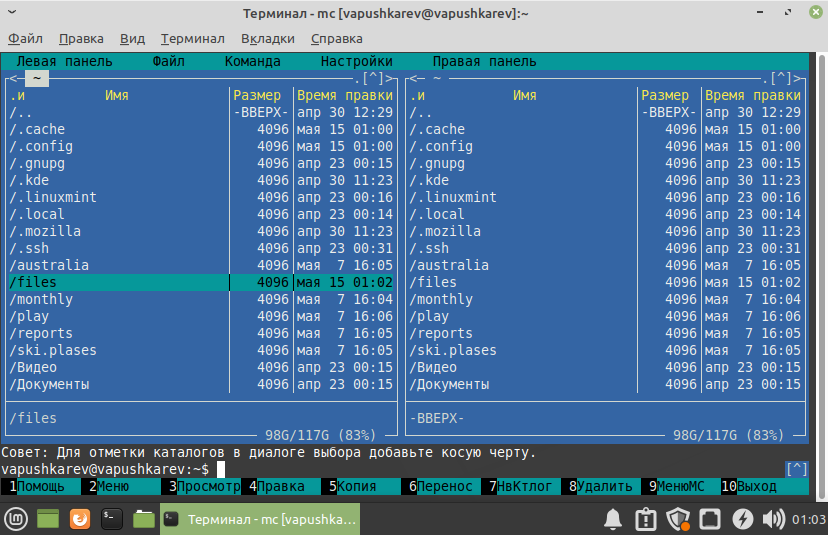 Терминал - mc [vapushkarev@vapushkarev]:~
Файл Правка Вид Терминал Вкладки Справка
Левая панель Файл Команда Настройки Правая панель
<─ ~ .[^]> <─ ~ .[^]>
.и Имя Размер Время правки .и Имя Размер Время правки
/.. -ВВЕРХ- апр 30 12:29 /.. -ВВЕРХ- апр 30 12:29
/.cache 4096 мая 15 01:00 /.cache 4096 мая 15 01:00
/.config 4096 мая 15 01:00 /.config 4096 мая 15 01:00
/.gnupg 4096 апр 23 00:15 /.gnupg 4096 апр 23 00:15
/.kde 4096 апр 30 11:23 /.kde 4096 апр 30 11:23
/.linuxmint 4096 апр 23 00:16 /.linuxmint 4096 апр 23 00:16
/.local 4096 апр 23 00:14 /.local 4096 апр 23 00:14
/.mozilla 4096 апр 30 11:23 /.mozilla 4096 апр 30 11:23
/.ssh 4096 апр 23 00:31 /.ssh 4096 апр 23 00:31
/australia 4096 мая 7 16:05 /australia 4096 мая 7 16:05
/files 4096 мая 15 01:02 /files 4096 мая 15 01:02
/monthly 4096 мая 7 16:04 /monthly 4096 мая 7 16:04
/play 4096 мая 7 16:06 /play 4096 мая 7 16:06
/reports 4096 мая 7 16:05 /reports 4096 мая 7 16:05
/ski.plases 4096 мая 7 16:05 /ski.plases 4096 мая 7 16:05
/Видео 4096 апр 23 00:15 /Видео 4096 апр 23 00:15
/Документы 4096 апр 23 00:15 /Документы 4096 апр 23 00:15
/files -ВВЕРХ-
98G/117G (83%) 98G/117G (83%)
Совет: Для отметки каталогов в диалоге выбора добавьте косую черту.
vapushkarev@vapushkarev:~$ [^]
1Помощь 2Меню 3Просмотр 4Правка 5Копия 6Перенос 7НвКтлог 8Удалить 9МенюMC 10Выход
Терминал - mc [vapushka... 01:03